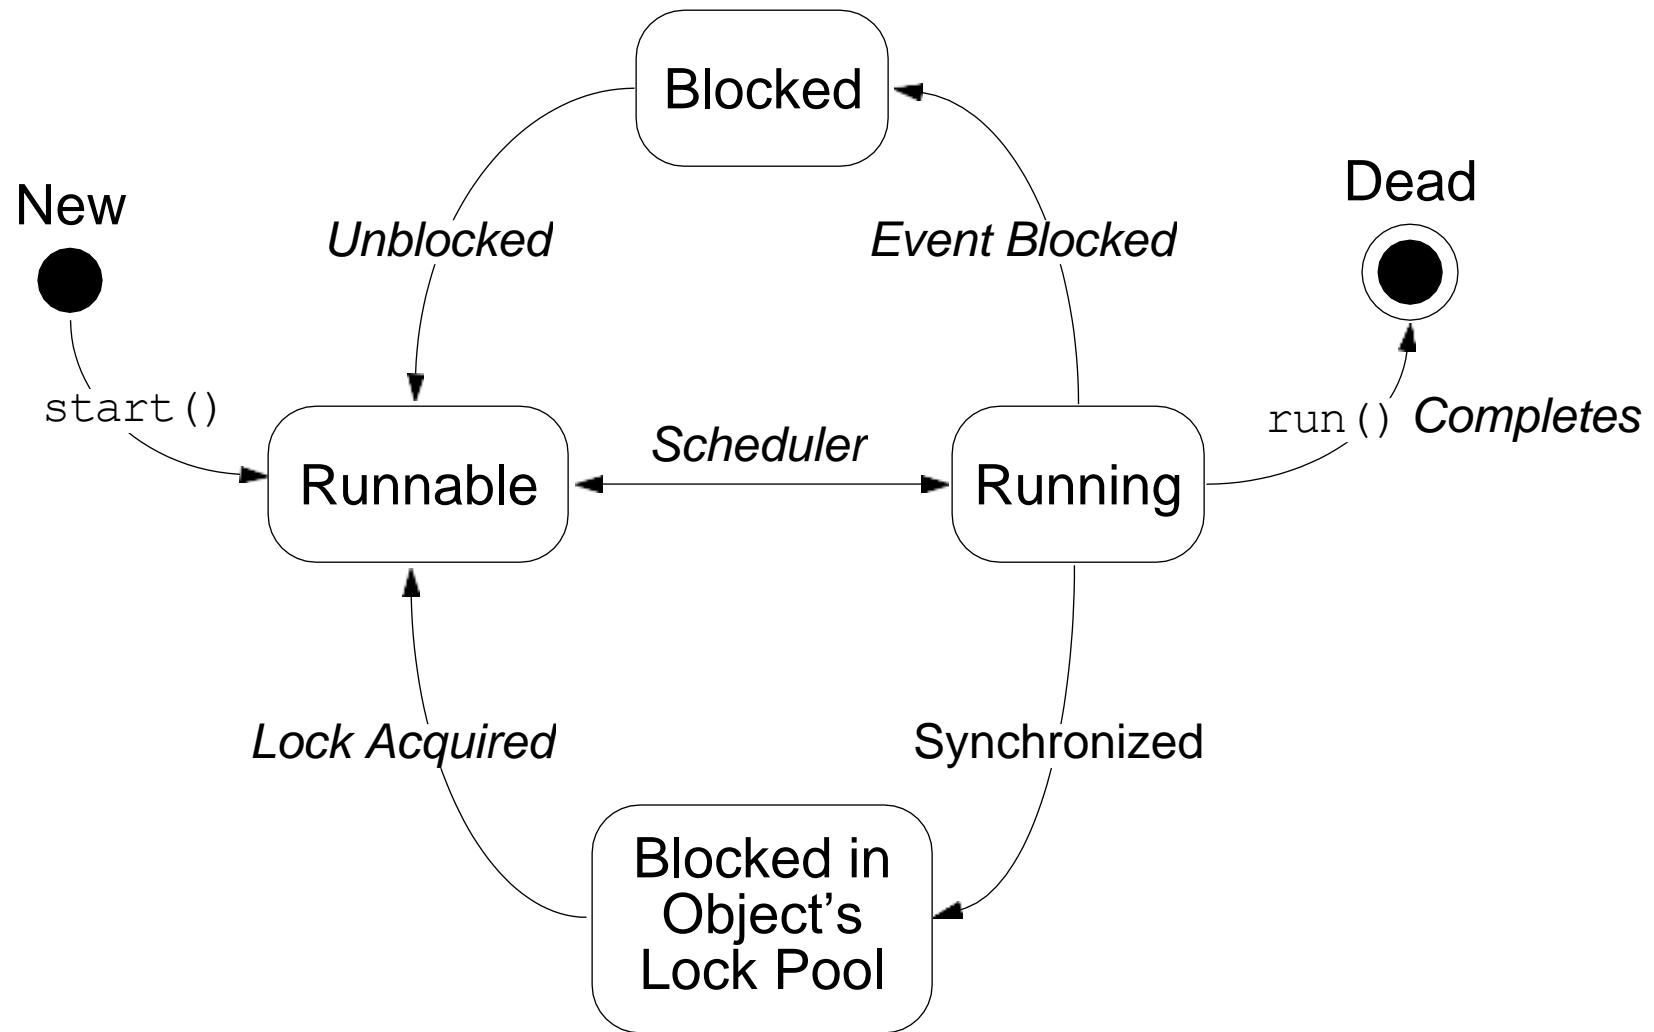 Blocked
New
Dead
Unblocked
Event Blocked
start()
run() Completes
Scheduler
Runnable
Running
Lock Acquired
Synchronized
Blocked in
Object’s
Lock Pool